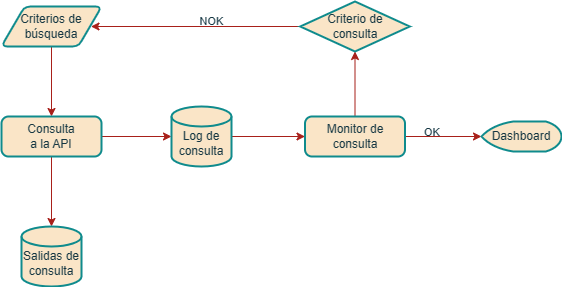 Criterios de
búsqueda
NOK
Criterio de
consulta
Consulta
a la API
Log de
consulta
Monitor de
consulta
OK
Dashboard
Salidas de
consulta